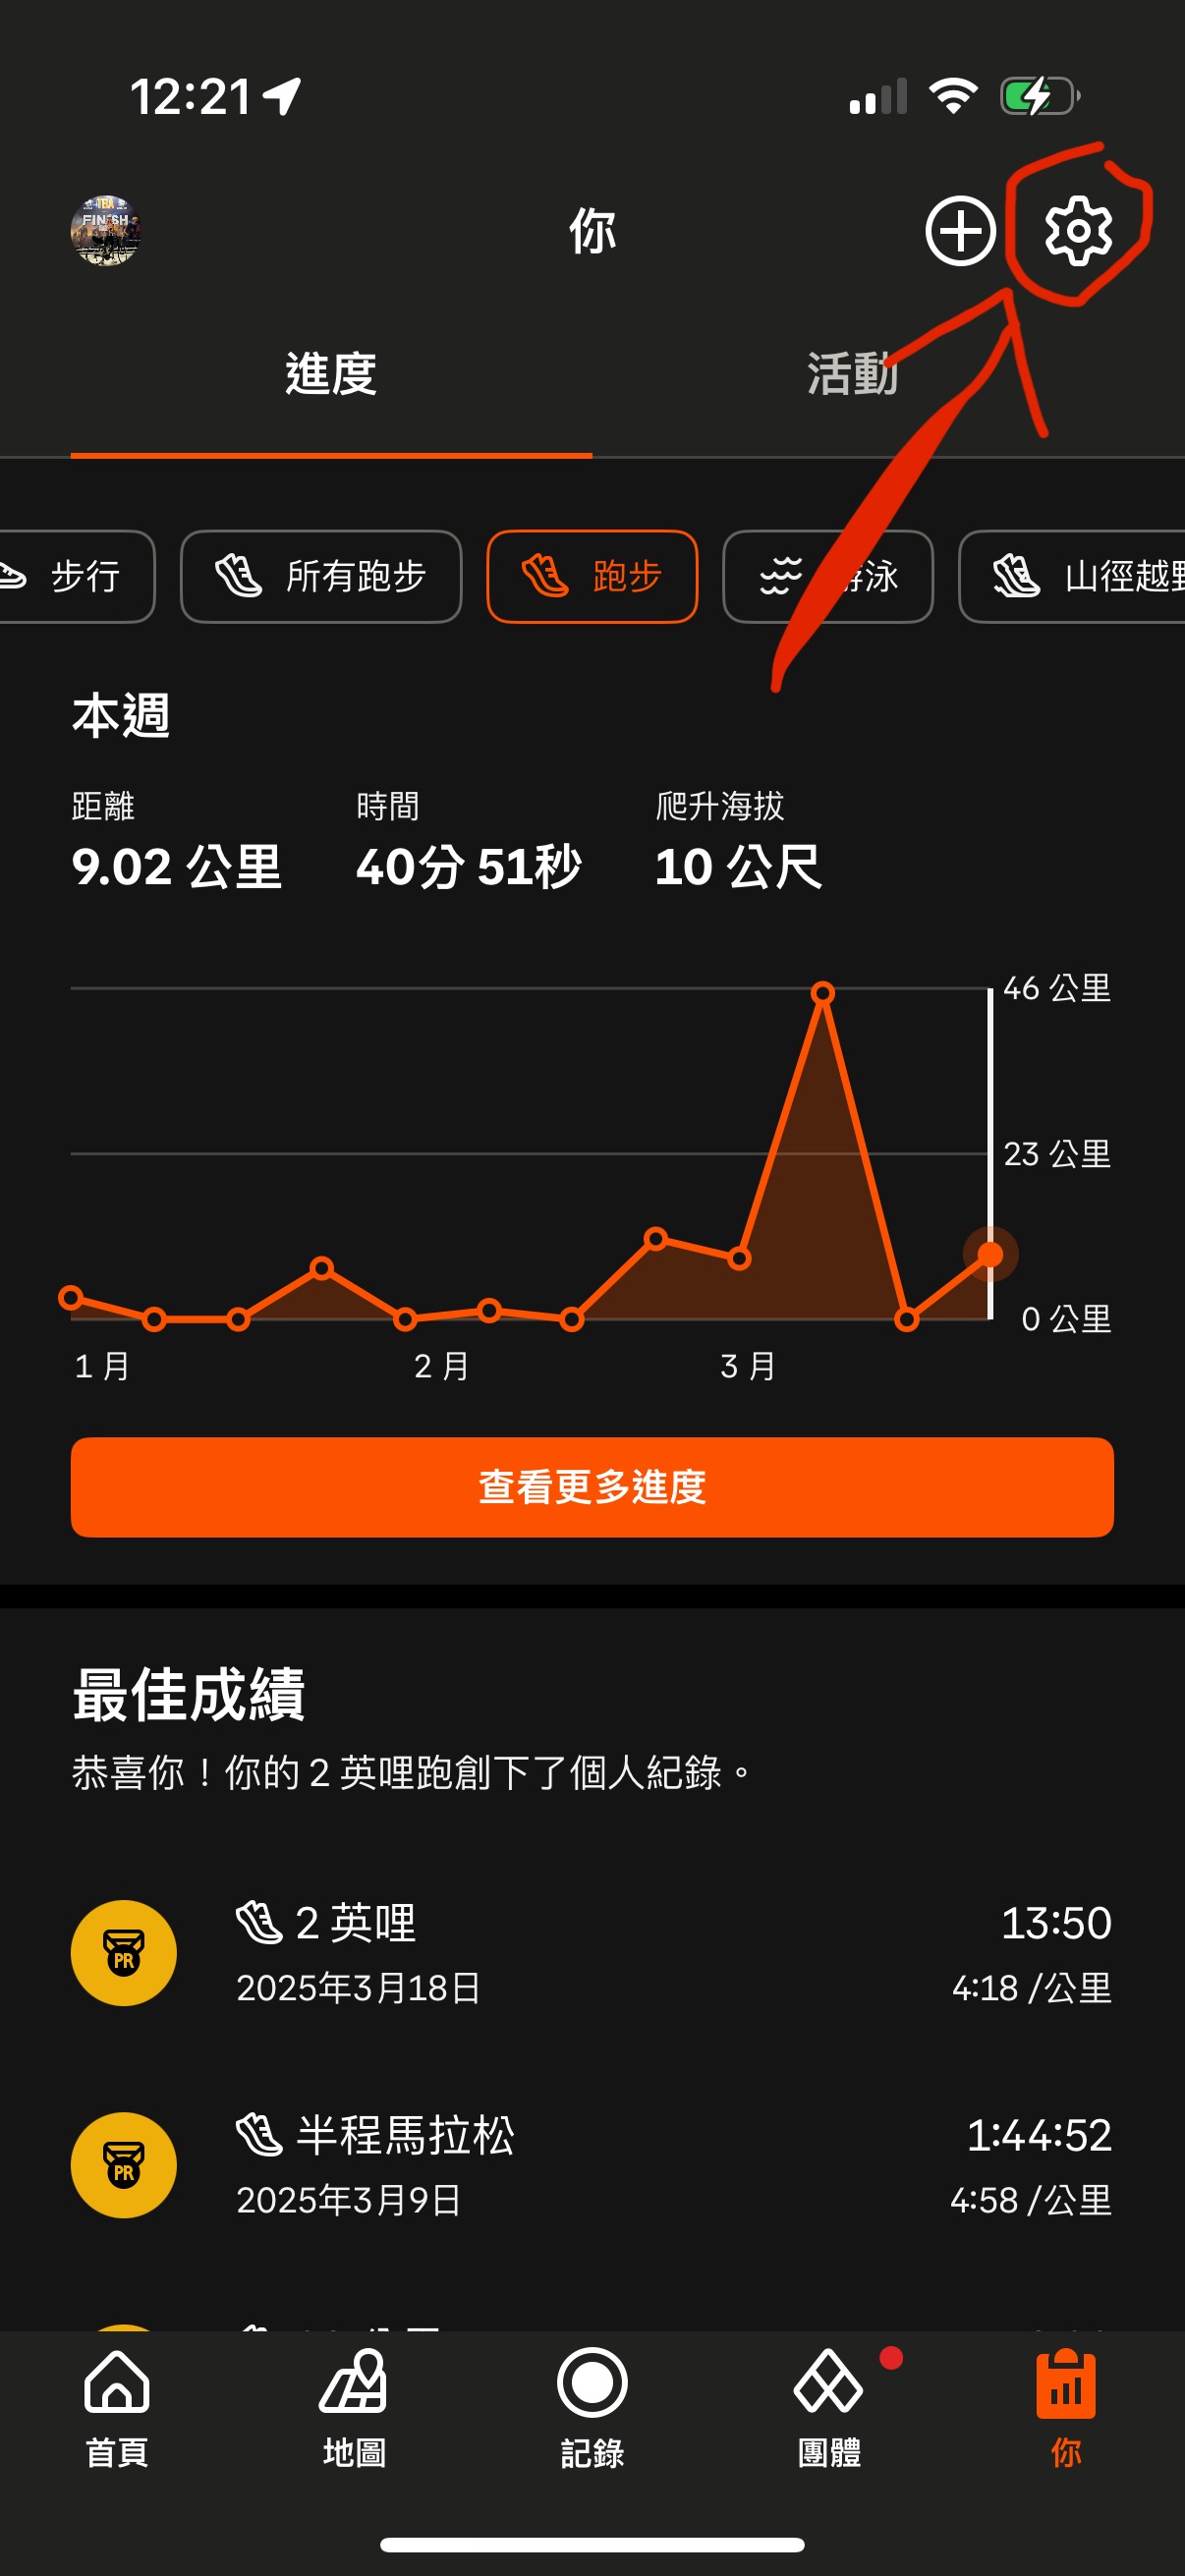 12:21
FINISH
你
進度
活動
步行
所有跑步
跑步
泳
山徑越野
本週
距離 時間 爬升海拔
9.02 公里 40分 51秒 10 公尺
46 公里
23 公里
0 公里
1 月 2 月 3 月
查看更多進度
最佳成績
恭喜你！你的 2 英哩跑創下了個人紀錄。
PR
2 英哩 13:50
2025年3月18日 4:18 /公里
PR
半程馬拉松 1:44:52
2025年3月9日 4:58 /公里
首頁 地圖 記錄 團體 你